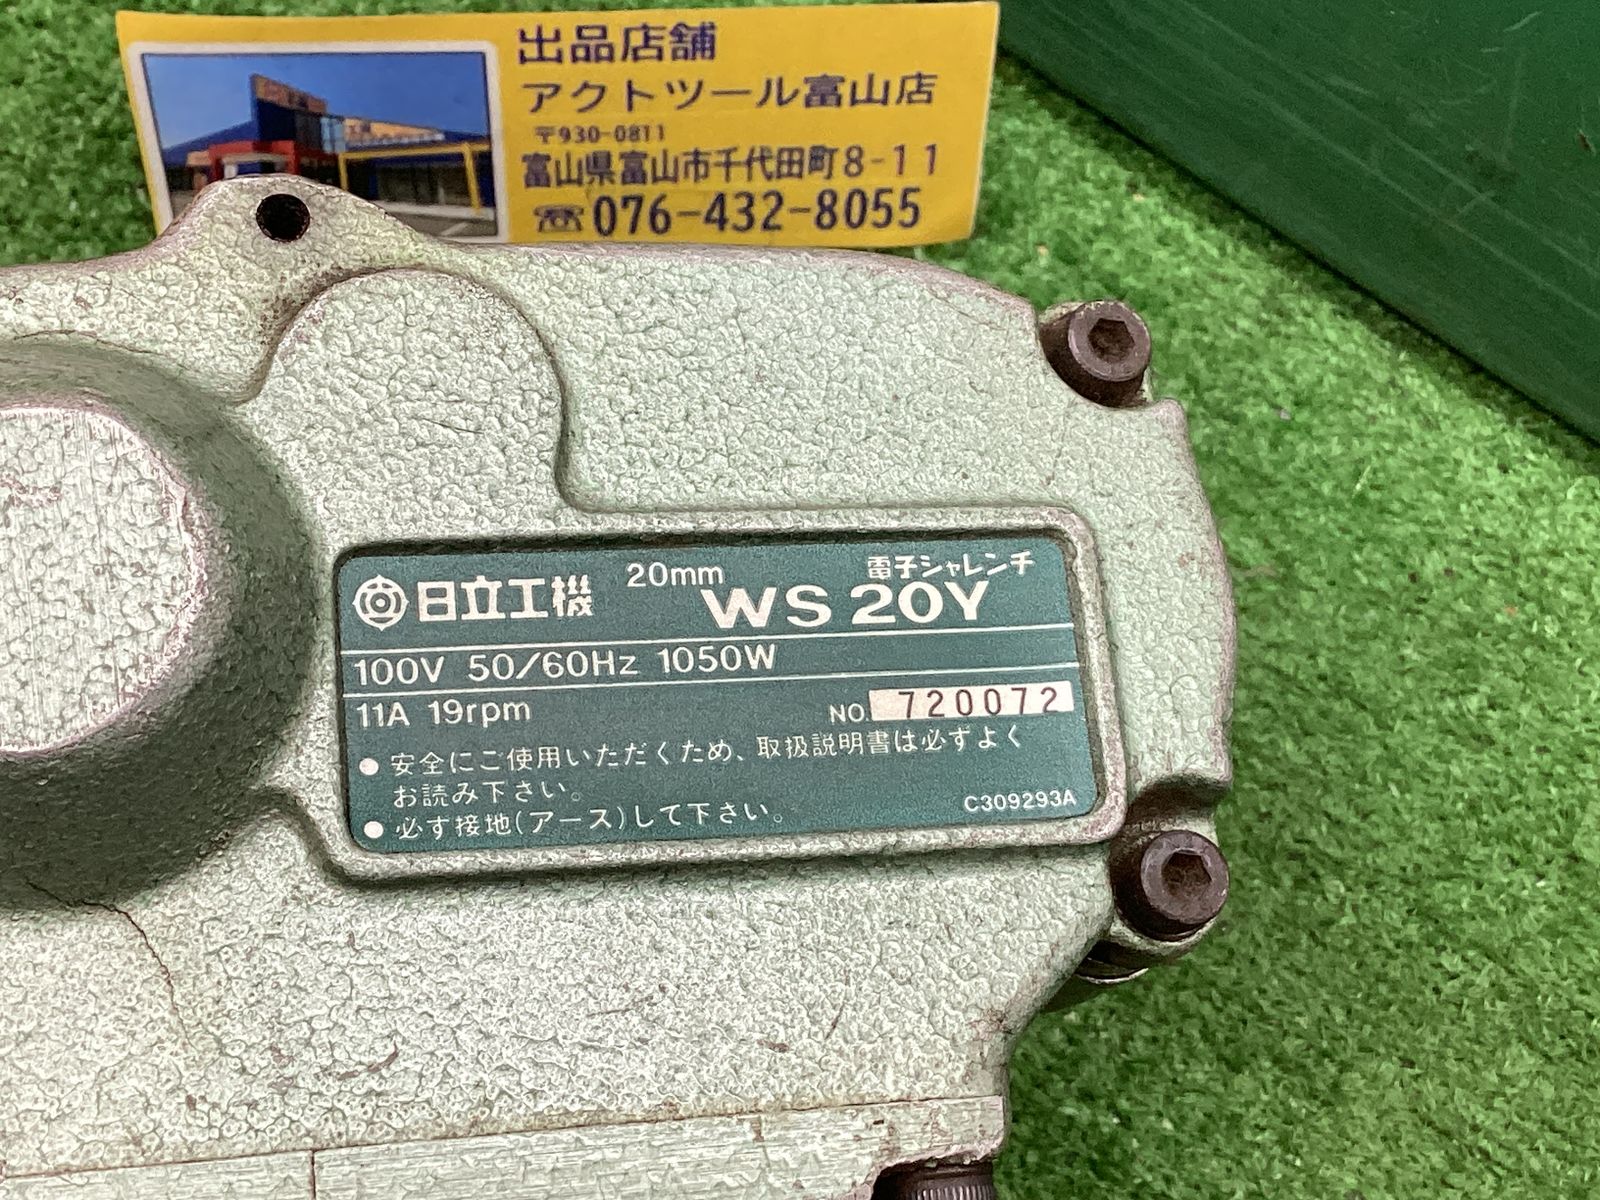 出品店舗
アクトツール富山店
〒930-0811
富山県富山市千代田町8-11
☎076-432-8055
日立工機 20mm 電子シャレンチ
WS 20Y
100V 50/60Hz 1050W
11A 19rpm
NO. 720072
● 安全にご使用いただくため、取扱説明書は必ずよく
お読み下さい。
● 必ず接地(アース)して下さい。
C309293A